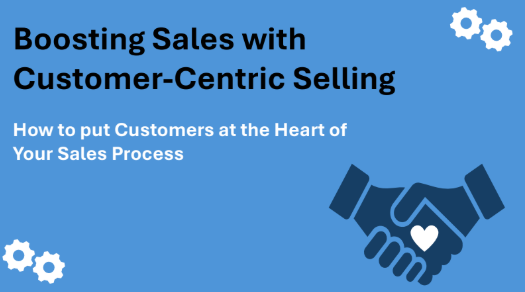 Boosting Sales with
Customer-Centric Selling
How to put Customers at the Heart of
Your Sales Process